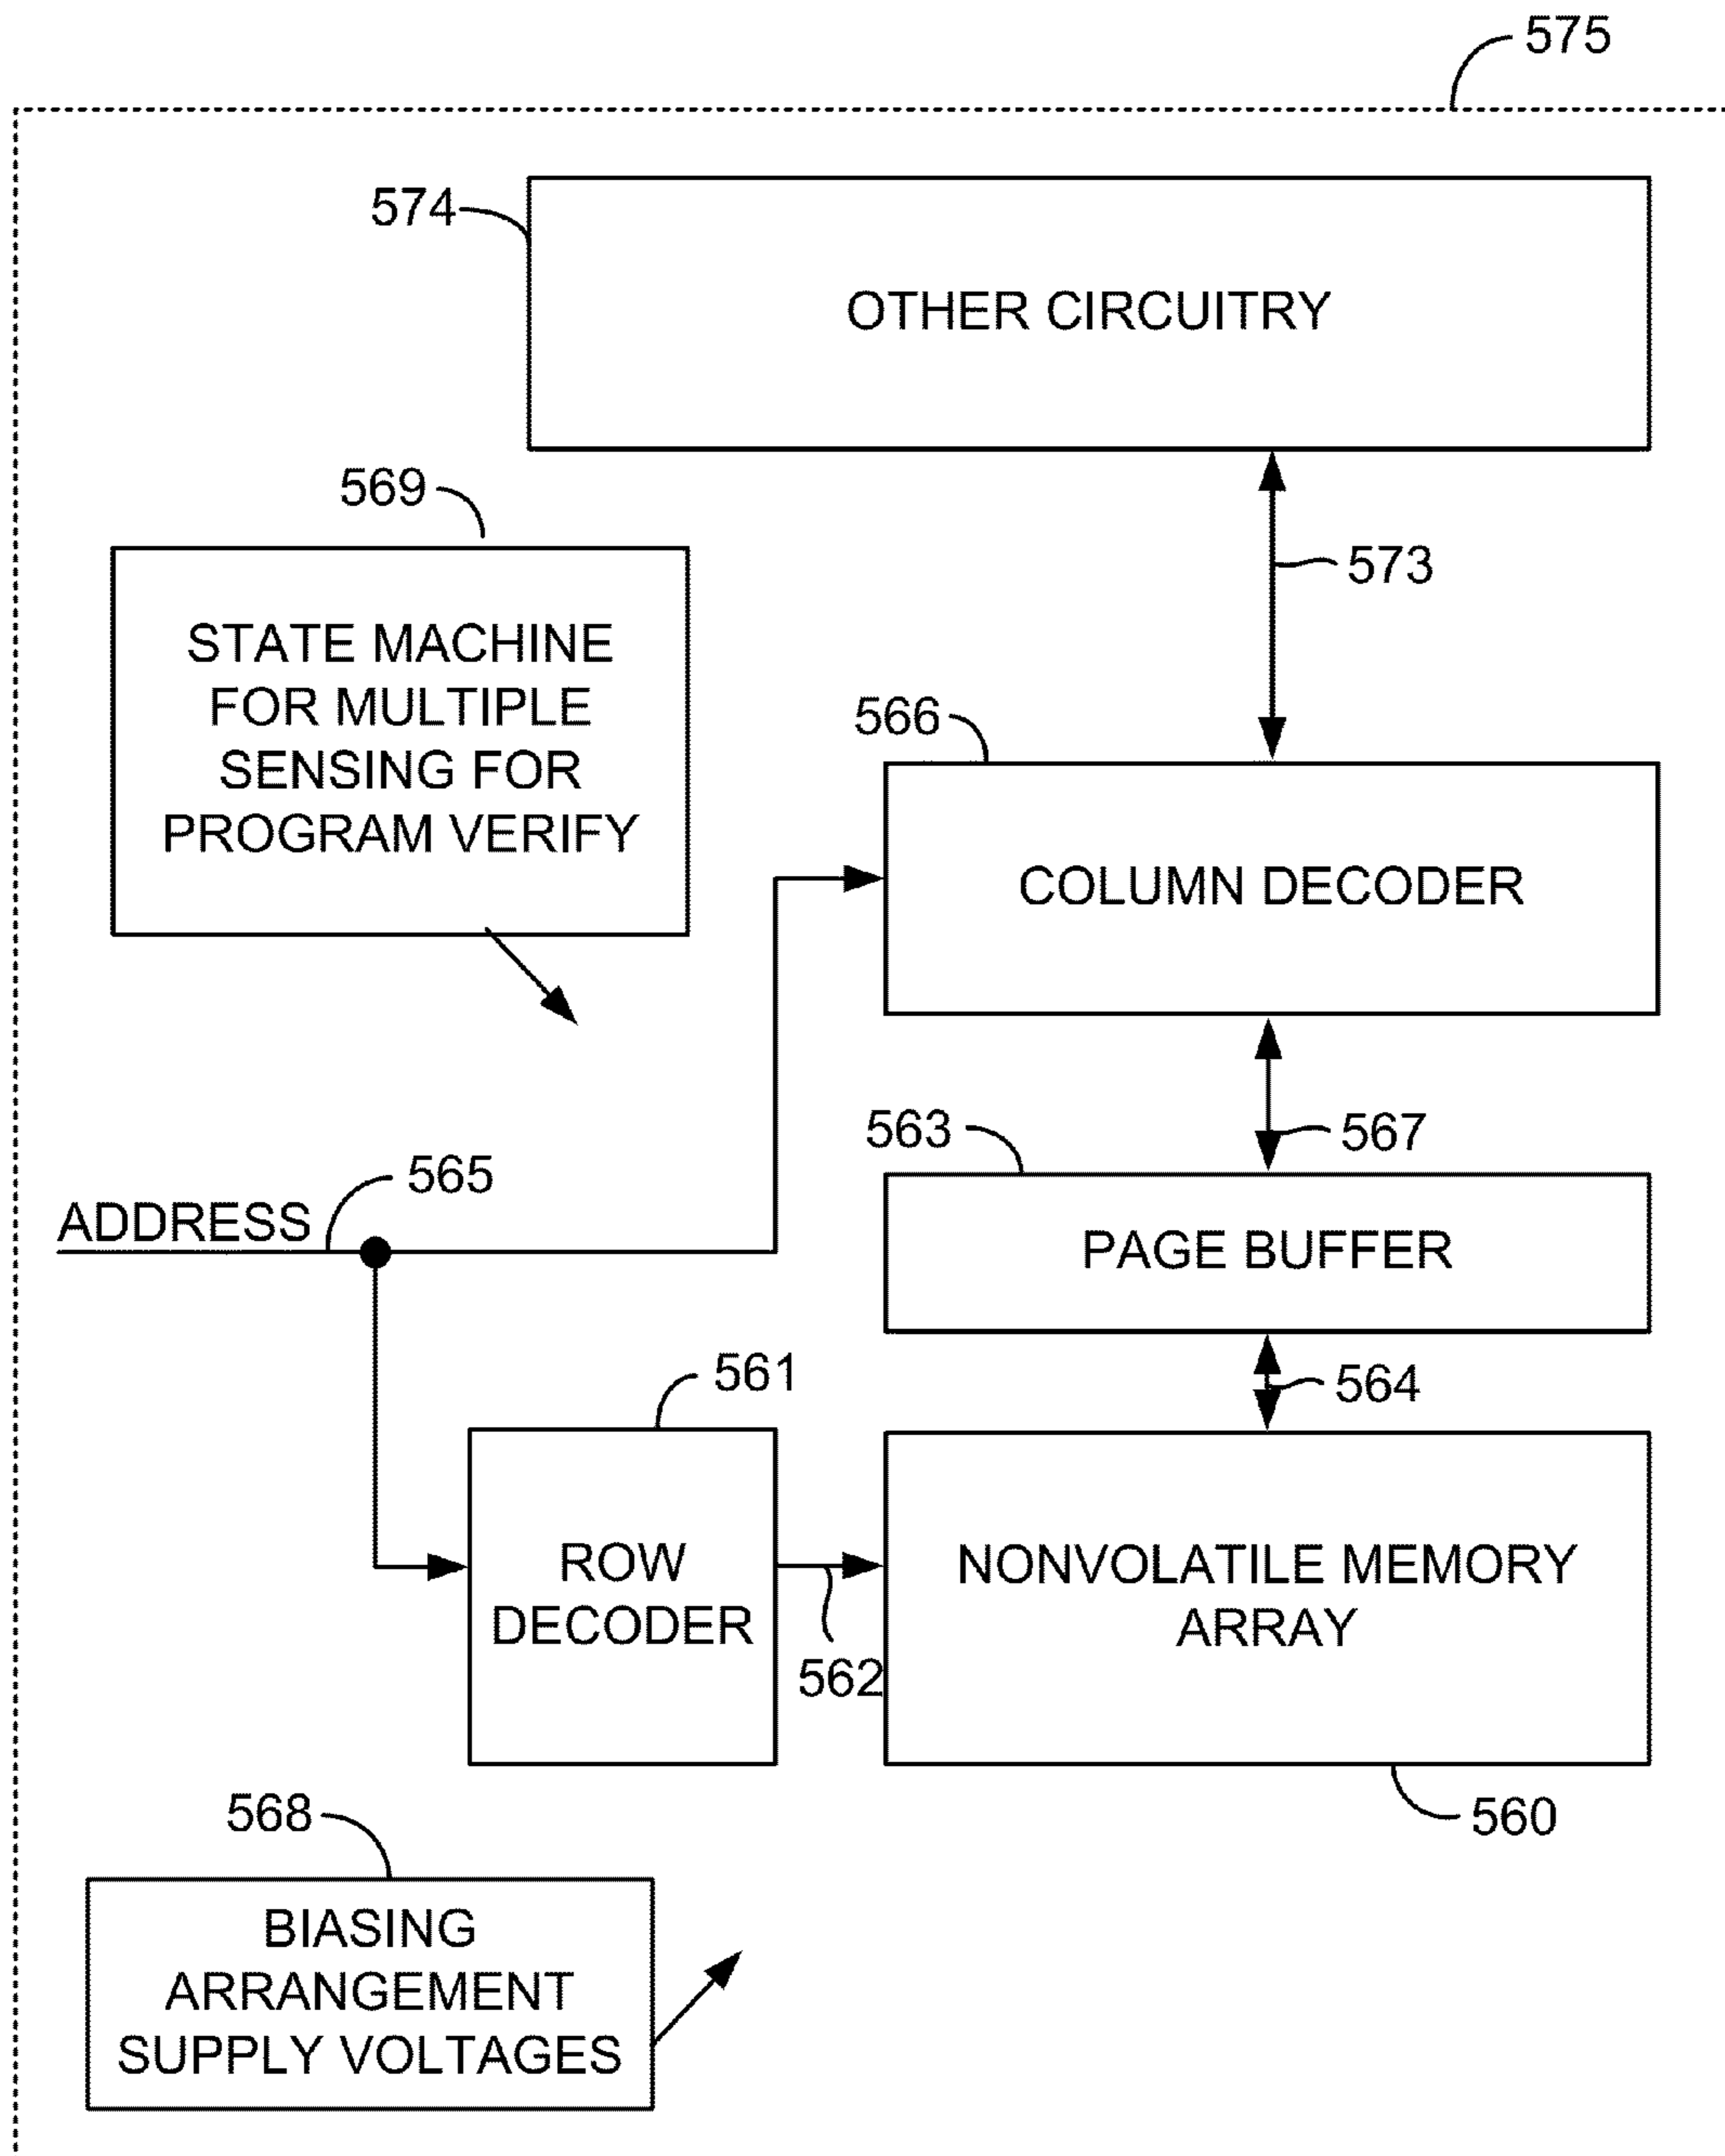 575
574
OTHER CIRCUITRY
569
573
STATE MACHINE
FOR MULTIPLE
SENSING FOR
PROGRAM VERIFY
566
COLUMN DECODER
563
567
565
ADDRESS
PAGE BUFFER
561
564
ROW
DECODER
562
NONVOLATILE MEMORY
ARRAY
560
568
BIASING
ARRANGEMENT
SUPPLY VOLTAGES